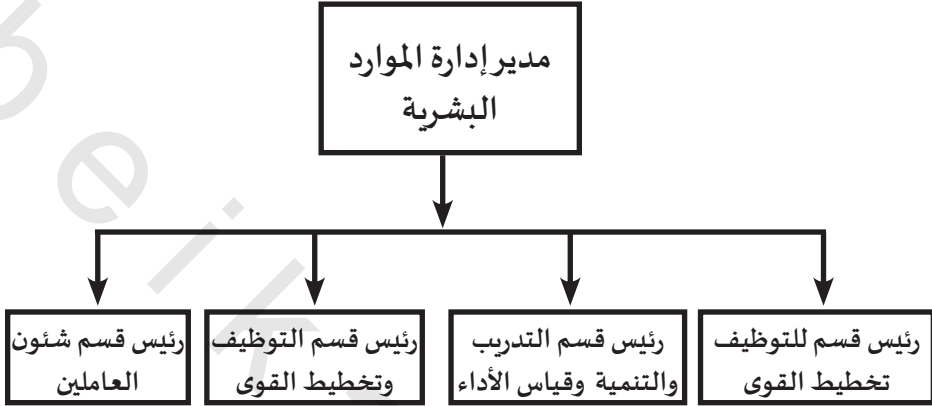 مدير إدارة الموارد
البشرية
رئيس قسم للتوظيف
تخطيط القوى
رئيس قسم التدريب
والتنمية وقياس الأداء
رئيس قسم التوظيف
وتخطيط القوى
رئيس قسم شئون
العاملين